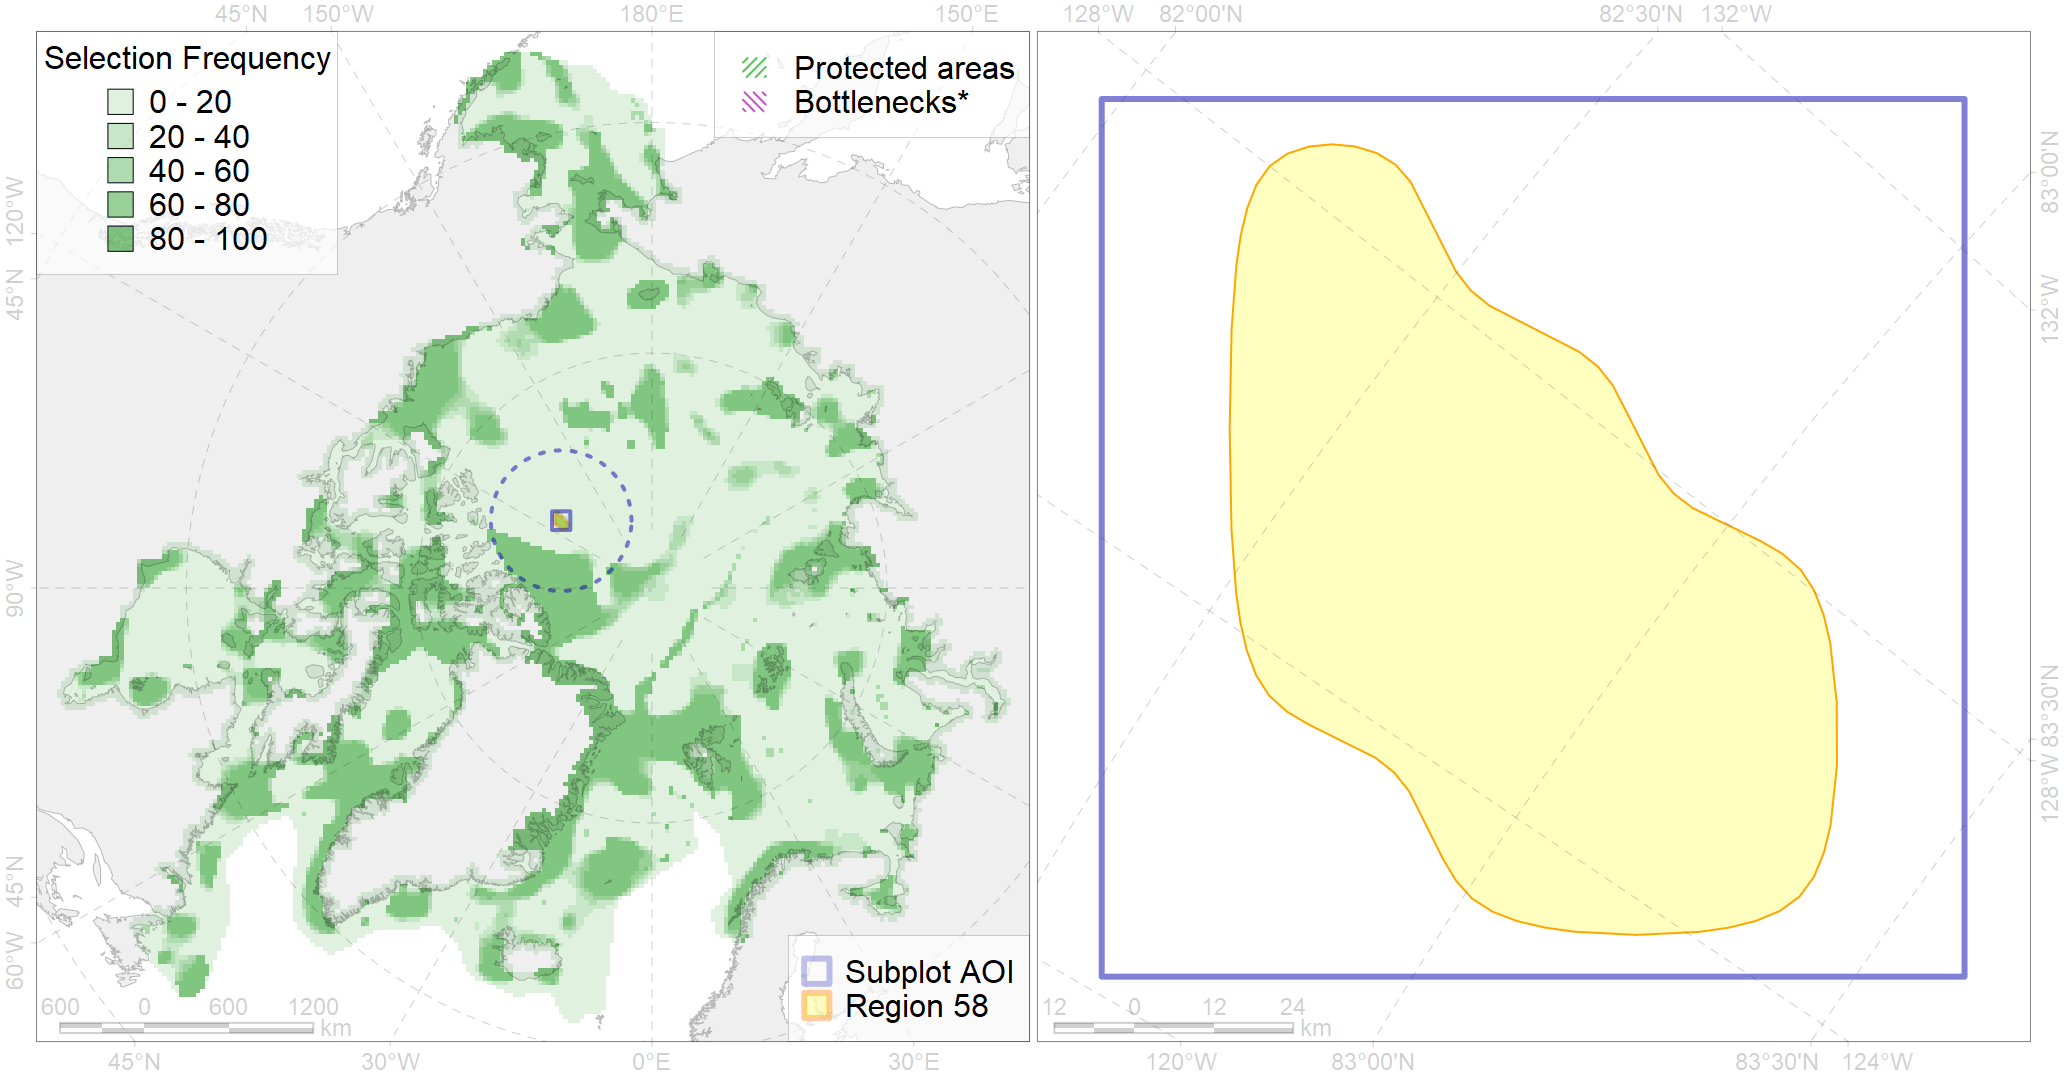 45°N 150°W 180°E 150°E 128°W 82°00'N 82°30'N 132°W
Selection Frequency
0 - 20
20 - 40
40 - 60
60 - 80
80 - 100
Protected areas
Bottlenecks*
120°W
45°N
90°W
45°N
60°W
83°00'N
132°W
83°30'N
128°W
Subplot AOI
Region 58
600 0 600 1200 km
12 0 12 24 km
45°N 30°W 0°E 30°E 120°W 83°00'N 83°30'N 124°W